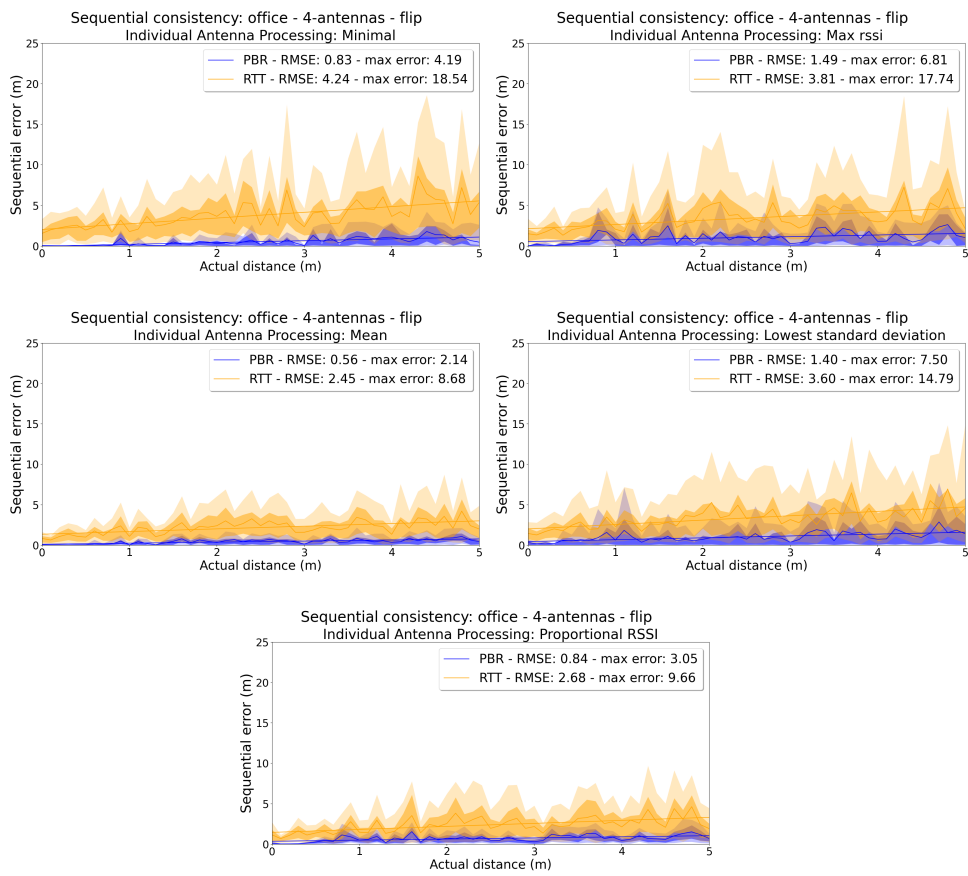 Sequential consistency: office - 4-antennas - flip
Individual Antenna Processing: Minimal
PBR - RMSE: 0.83 - max error: 4.19
RTT - RMSE: 4.24 - max error: 18.54
25
20
15
10
5
0
Sequential error (m)
0 1 2 3 4 5
Actual distance (m)
Sequential consistency: office - 4-antennas - flip
Individual Antenna Processing: Max rssi
PBR - RMSE: 1.49 - max error: 6.81
RTT - RMSE: 3.81 - max error: 17.74
25
20
15
10
5
0
Sequential error (m)
0 1 2 3 4 5
Actual distance (m)
Sequential consistency: office - 4-antennas - flip
Individual Antenna Processing: Mean
PBR - RMSE: 0.56 - max error: 2.14
RTT - RMSE: 2.45 - max error: 8.68
25
20
15
10
5
0
Sequential error (m)
0 1 2 3 4 5
Actual distance (m)
Sequential consistency: office - 4-antennas - flip
Individual Antenna Processing: Lowest standard deviation
PBR - RMSE: 1.40 - max error: 7.50
RTT - RMSE: 3.60 - max error: 14.79
25
20
15
10
5
0
Sequential error (m)
0 1 2 3 4 5
Actual distance (m)
Sequential consistency: office - 4-antennas - flip
Individual Antenna Processing: Proportional RSSI
PBR - RMSE: 0.84 - max error: 3.05
RTT - RMSE: 2.68 - max error: 9.66
25
20
15
10
5
0
Sequential error (m)
0 1 2 3 4 5
Actual distance (m)